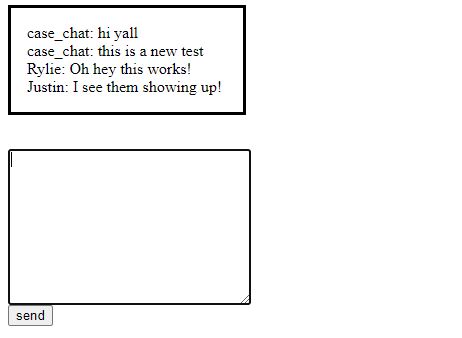 case_chat: hi yall
case_chat: this is a new test
Rylie: Oh hey this works!
Justin: I see them showing up!
send